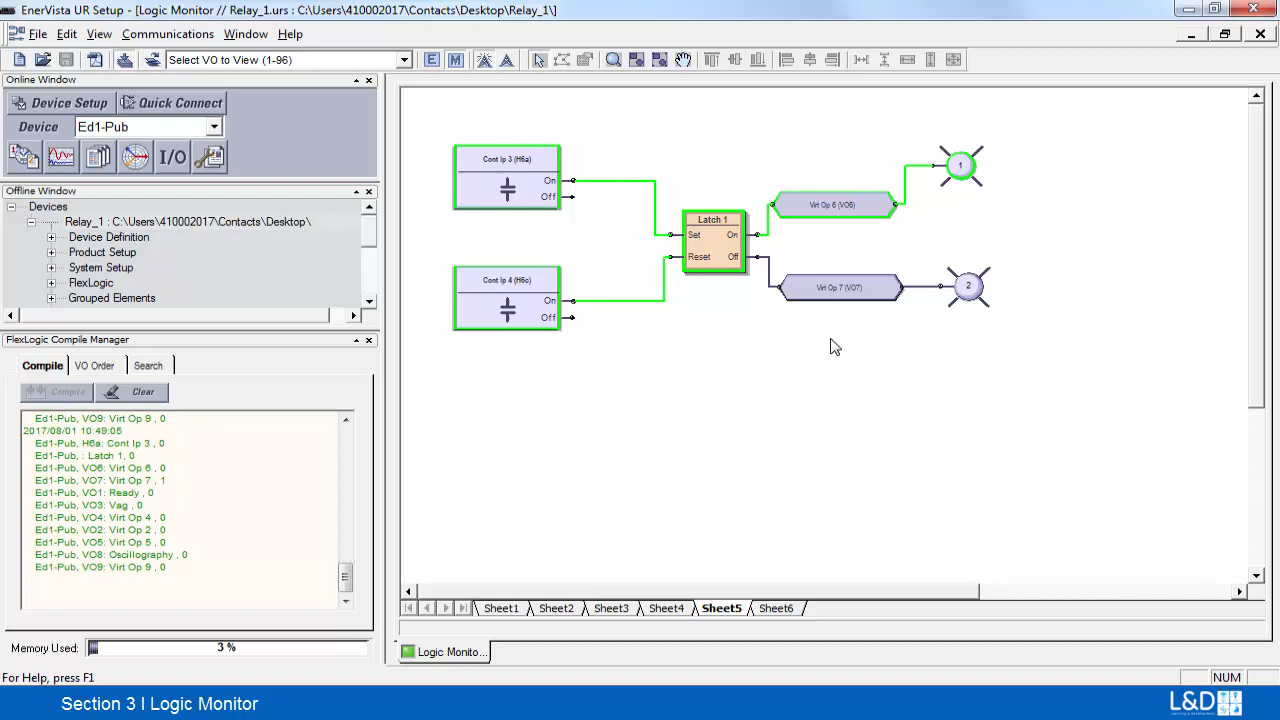 EnerVista UR Setup - [Logic Monitor // Relay_1.urs : C:\Users\410002017\Contacts\Desktop\Relay_1\]
File Edit View Communications Window Help
Select VO to View (1-96)
E M
Online Window
Device Setup Quick Connect
Device Ed1-Pub
I/O
Offline Window
Devices
Relay_1 : C:\Users\410002017\Contacts\Desktop\
Device Definition
Product Setup
System Setup
FlexLogic
Grouped Elements
FlexLogic Compile Manager
Compile VO Order Search
Compile Clear
Ed1-Pub, VO9: Virt Op 9 , 0
2017/08/01 10:49:05
Ed1-Pub, H6a: Cont Ip 3 , 0
Ed1-Pub, : Latch 1, 0
Ed1-Pub, VO6: Virt Op 6 , 0
Ed1-Pub, VO7: Virt Op 7 , 1
Ed1-Pub, VO1: Ready , 0
Ed1-Pub, VO3: Vag , 0
Ed1-Pub, VO4: Virt Op 4 , 0
Ed1-Pub, VO2: Virt Op 2 , 0
Ed1-Pub, VO5: Virt Op 5 , 0
Ed1-Pub, VO8: Oscillography , 0
Ed1-Pub, VO9: Virt Op 9 , 0
Memory Used: 3 %
Cont Ip 3 (H6a)
On
Off
Cont Ip 4 (H6c)
On
Off
Latch 1
Set On
Reset Off
Virt Op 6 (VO6)
1
Virt Op 7 (VO7)
2
Sheet1 Sheet2 Sheet3 Sheet4 Sheet5 Sheet6
Logic Monito...
For Help, press F1
NUM
Section 3 I Logic Monitor
L&D